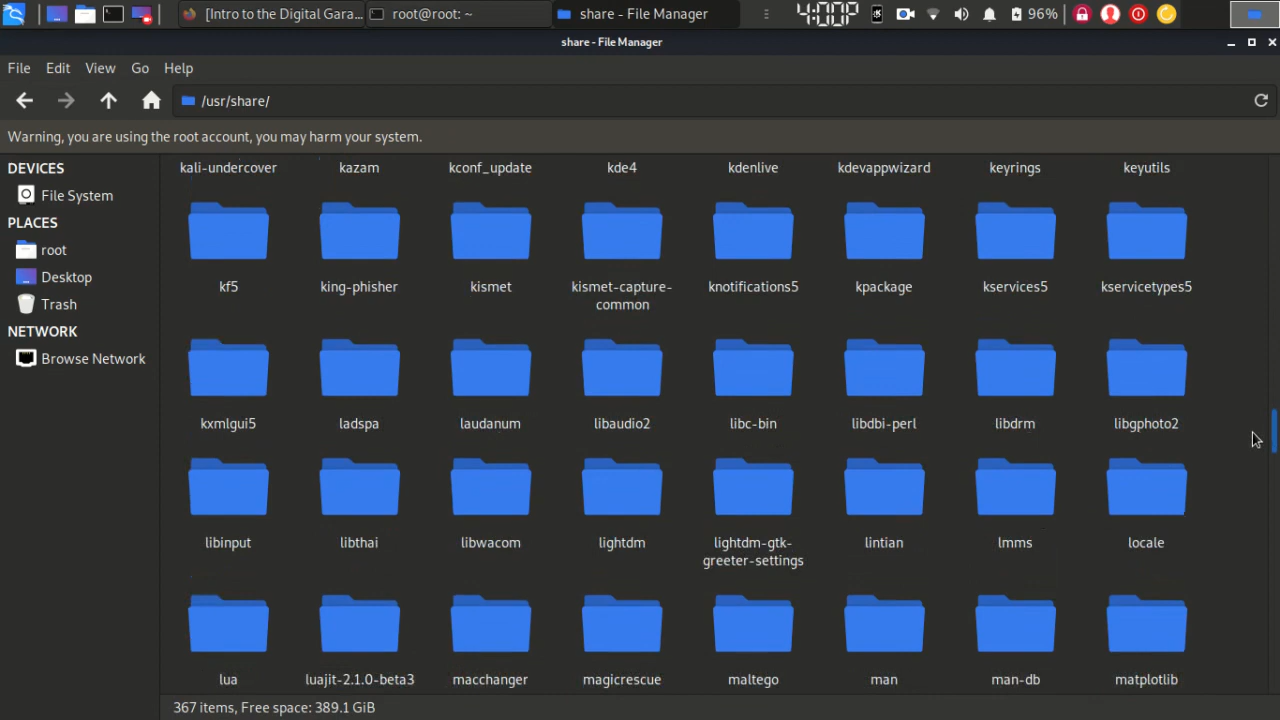 [Intro to the Digital Gara...
root@root: ~
share - File Manager
4:00P
96%
share - File Manager
File Edit View Go Help
/usr/share/
Warning, you are using the root account, you may harm your system.
DEVICES
File System
PLACES
root
Desktop
Trash
NETWORK
Browse Network
kali-undercover kazam kconf_update kde4 kdenlive kdevappwizard keyrings keyutils
kf5 king-phisher kismet kismet-capture-common knotifications5 kpackage kservices5 kservicetypes5
kxmlgui5 ladspa laudanum libaudio2 libc-bin libdbi-perl libdrm libgphoto2
libinput libthai libwacom lightdm lightdm-gtk-greeter-settings lintian lmms locale
lua luajit-2.1.0-beta3 macchanger magicrescue maltego man man-db matplotlib
367 items, Free space: 389.1 GiB